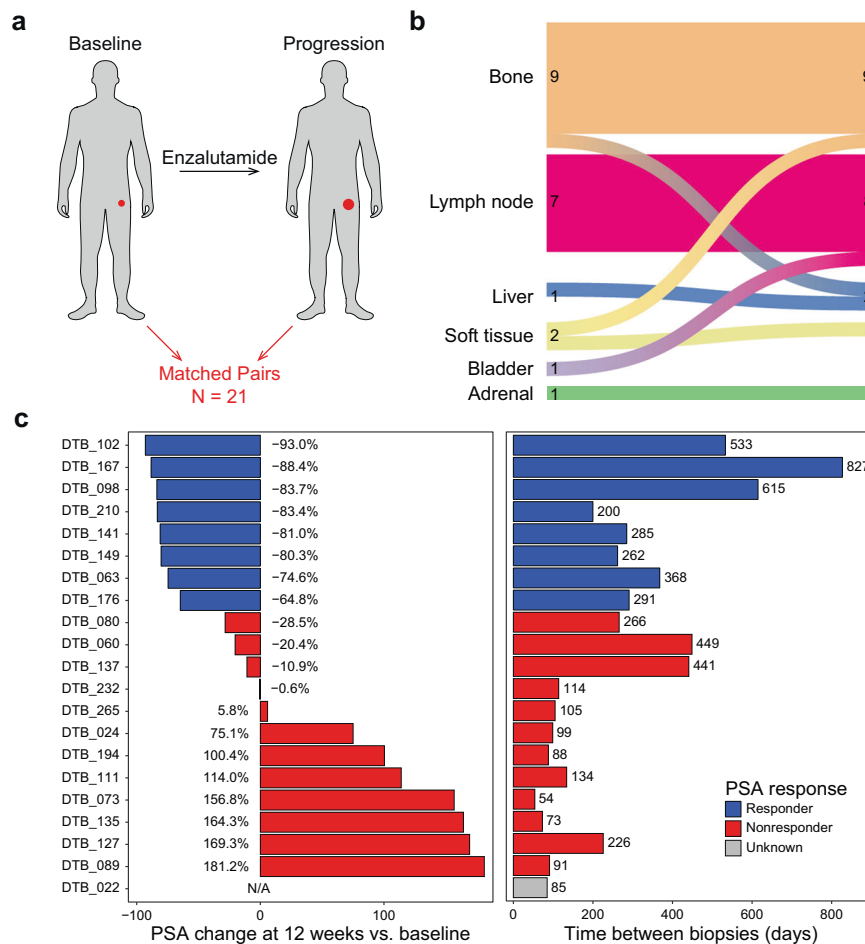 a
Baseline
Progression
Enzalutamide
Matched Pairs
N = 21
b
Bone 9 9
Lymph node 7
Liver 1
Soft tissue 2
Bladder 1
Adrenal 1
c
DTB_102 −93.0% 533
DTB_167 −88.4% 827
DTB_098 −83.7% 615
DTB_210 −83.4% 200
DTB_141 −81.0% 285
DTB_149 −80.3% 262
DTB_063 −74.6% 368
DTB_176 −64.8% 291
DTB_080 −28.5% 266
DTB_060 −20.4% 449
DTB_137 −10.9% 441
DTB_232 −0.6% 114
DTB_265 5.8% 105
DTB_024 75.1% 99
DTB_194 100.4% 88
DTB_111 114.0% 134
DTB_073 156.8% 54
DTB_135 164.3% 73
DTB_127 169.3% 226
DTB_089 181.2% 91
DTB_022 N/A 85
PSA response
Responder
Nonresponder
Unknown
−100 0 100
PSA change at 12 weeks vs. baseline
0 200 400 600 800
Time between biopsies (days)